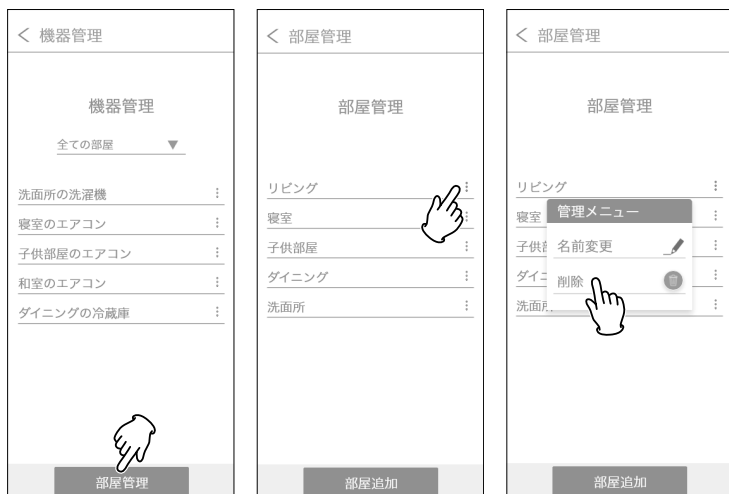 機器管理
機器管理
全ての部屋
洗面所の洗濯機
寝室のエアコン
子供部屋のエアコン
和室のエアコン
ダイニングの冷蔵庫
部屋管理
部屋管理
部屋管理
リビング
寝室
子供部屋
ダイニング
洗面所
部屋追加
部屋管理
部屋管理
リビング
寝室
管理メニュー
子供
名前変更
ダイ
削除
洗面
部屋追加